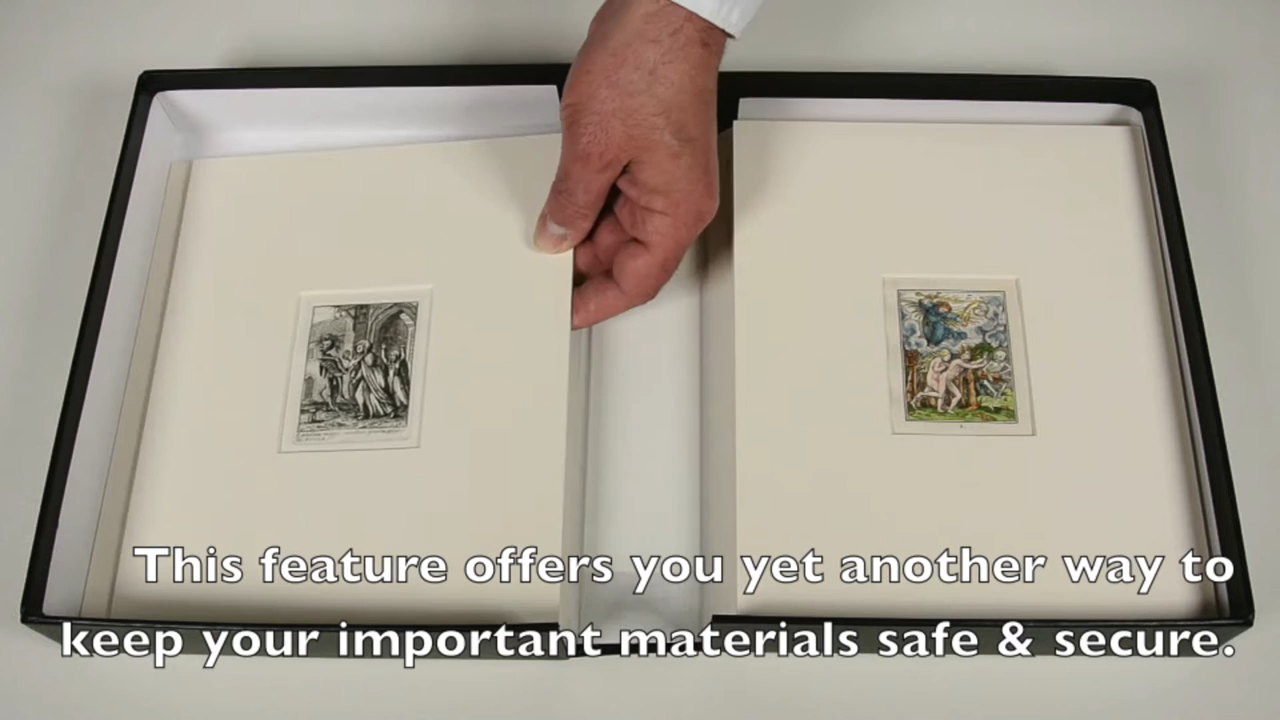 This feature offers you yet another way to
keep your important materials safe & secure.